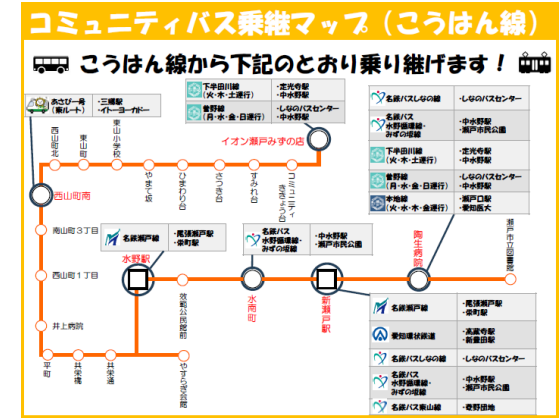 コミュニティバス乗継マップ（こうはん線）
こうはん線から下記のとおり乗り継げます！
あさぴー号
（東ルート）
・三郷駅
・イトーヨーカドー
下半田川線
（火・木・土運行）
・定光寺駅
・中水野駅
曽野線
（月・水・金・日運行）
・しなのバスセンター
・中水野駅
イオン瀬戸みずの店
名鉄バスしなの線
・しなのバスセンター
名鉄バス
水野循環線・
みずの坂線
・中水野駅
・瀬戸市民公園
下半田川線
（火・木・土運行）
・定光寺駅
・中水野駅
曽野線
（月・水・金・日運行）
・しなのバスセンター
・中水野駅
本地線
（火・水・木・金運行）
・瀬戸口駅
・愛知医大
西山町北
東山町
東山小学校
やまて坂
ひまわり台
さつき台
すみれ台
コミュニティ
ききょう台
西山町南
南山町３丁目
西山町１丁目
井上病院
平町
共栄橋
共栄通
やすらぎ会館
効範公民館前
名鉄瀬戸線
・尾張瀬戸駅
・栄町駅
水野駅
名鉄バス
水野循環線・
みずの坂線
・中水野駅
・瀬戸市民公園
水南町
新瀬戸駅
陶生病院
瀬戸市立図書館
名鉄瀬戸線
・尾張瀬戸駅
・栄町駅
愛知環状鉄道
・高蔵寺駅
・新豊田駅
名鉄バスしなの線
・しなのバスセンター
名鉄バス
水野循環線・
みずの坂線
・中水野駅
・瀬戸市民公園
名鉄バス東山線
・菱野団地